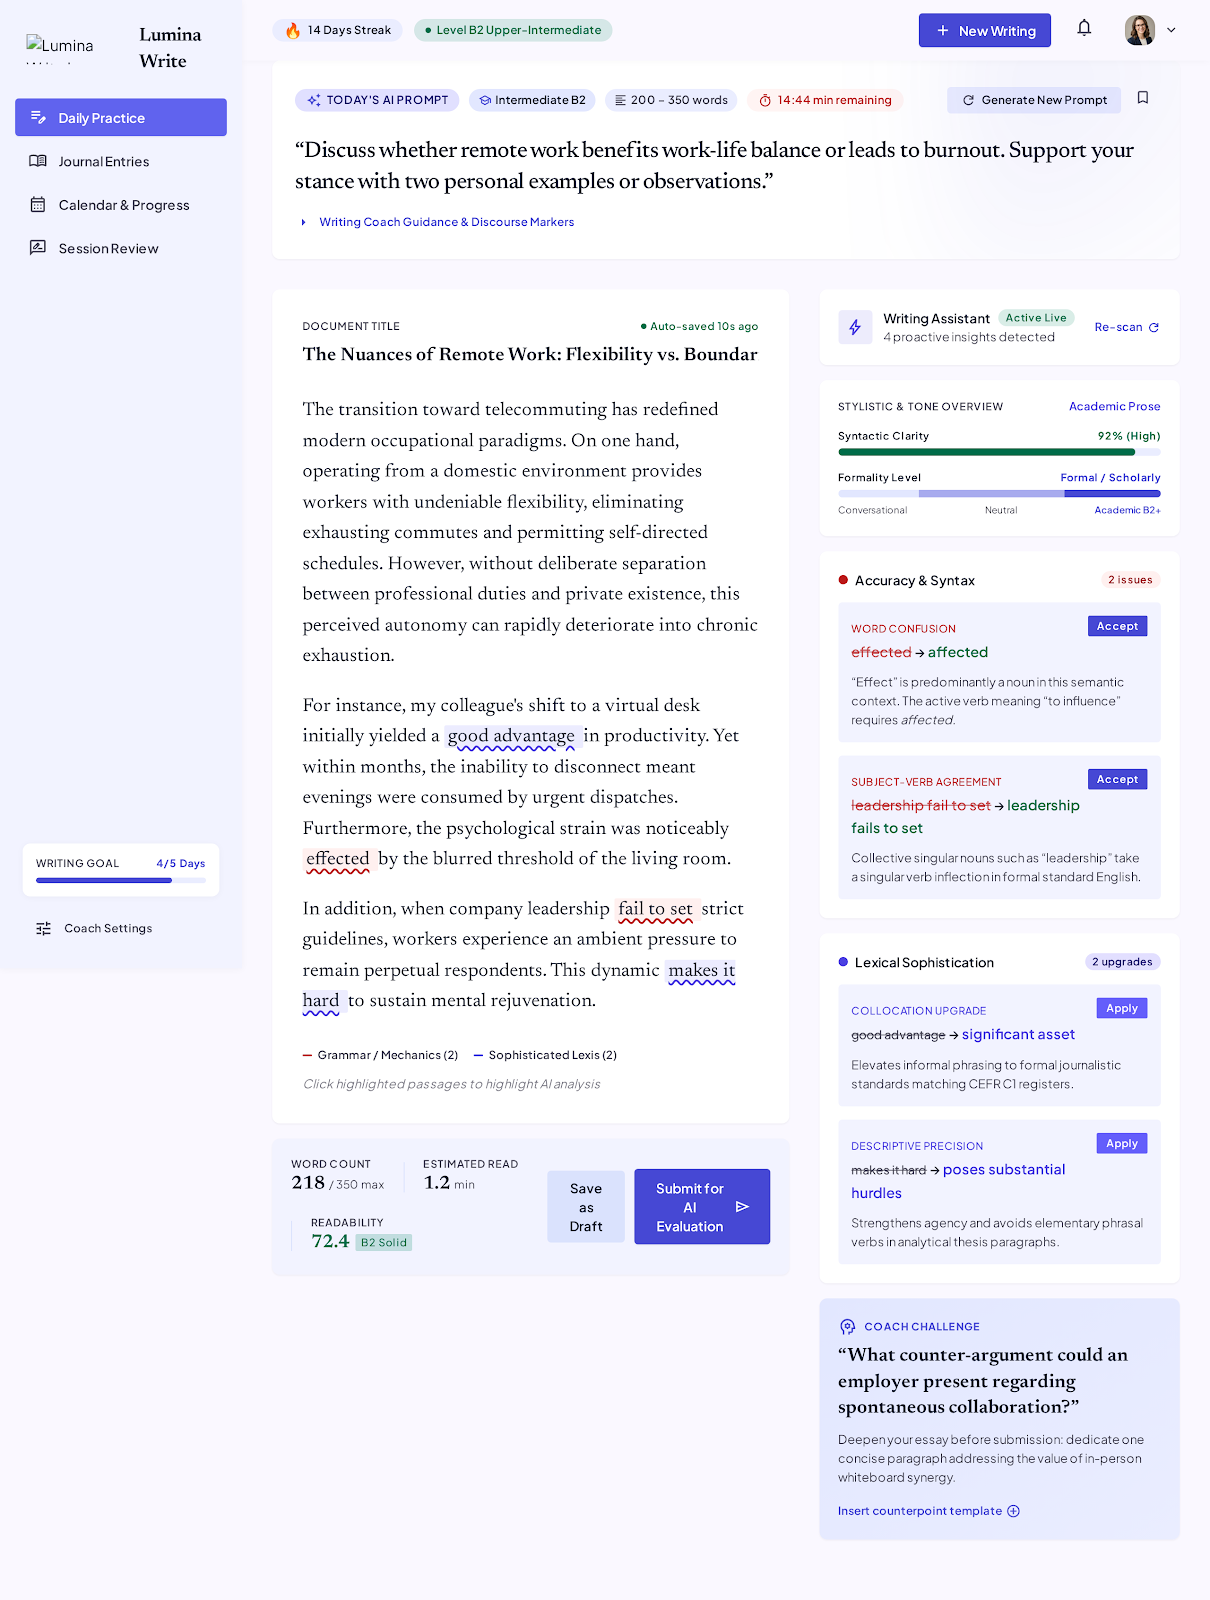 Lumina
Lumina
Write
Daily Practice
Journal Entries
Calendar & Progress
Session Review
WRITING GOAL
4/5 Days
Coach Settings
🔥 14 Days Streak
Level B2 Upper-Intermediate
New Writing
TODAY'S AI PROMPT
Intermediate B2
200 – 350 words
14:44 min remaining
Generate New Prompt
“Discuss whether remote work benefits work-life balance or leads to burnout. Support your
stance with two personal examples or observations.”
Writing Coach Guidance & Discourse Markers
DOCUMENT TITLE
Auto-saved 10s ago
The Nuances of Remote Work: Flexibility vs. Boundar
The transition toward telecommuting has redefined
modern occupational paradigms. On one hand,
operating from a domestic environment provides
workers with undeniable flexibility, eliminating
exhausting commutes and permitting self-directed
schedules. However, without deliberate separation
between professional duties and private existence, this
perceived autonomy can rapidly deteriorate into chronic
exhaustion.
For instance, my colleague's shift to a virtual desk
initially yielded a good advantage in productivity. Yet
within months, the inability to disconnect meant
evenings were consumed by urgent dispatches.
Furthermore, the psychological strain was noticeably
effected by the blurred threshold of the living room.
In addition, when company leadership fail to set strict
guidelines, workers experience an ambient pressure to
remain perpetual respondents. This dynamic makes it
hard to sustain mental rejuvenation.
Grammar / Mechanics (2)
Sophisticated Lexis (2)
Click highlighted passages to highlight AI analysis
WORD COUNT
218 / 350 max
ESTIMATED READ
1.2 min
READABILITY
72.4 B2 Solid
Save
as
Draft
Submit for
AI
Evaluation
Writing Assistant
Active Live
4 proactive insights detected
Re-scan
STYLISTIC & TONE OVERVIEW
Academic Prose
Syntactic Clarity
92% (High)
Formality Level
Formal / Scholarly
Conversational
Neutral
Academic B2+
Accuracy & Syntax
2 issues
WORD CONFUSION
Accept
effected → affected
“Effect” is predominantly a noun in this semantic
context. The active verb meaning “to influence”
requires affected.
SUBJECT-VERB AGREEMENT
Accept
leadership fail to set → leadership
fails to set
Collective singular nouns such as “leadership” take
a singular verb inflection in formal standard English.
Lexical Sophistication
2 upgrades
COLLOCATION UPGRADE
Apply
good advantage → significant asset
Elevates informal phrasing to formal journalistic
standards matching CEFR C1 registers.
DESCRIPTIVE PRECISION
Apply
makes it hard → poses substantial
hurdles
Strengthens agency and avoids elementary phrasal
verbs in analytical thesis paragraphs.
COACH CHALLENGE
“What counter-argument could an
employer present regarding
spontaneous collaboration?”
Deepen your essay before submission: dedicate one
concise paragraph addressing the value of in-person
whiteboard synergy.
Insert counterpoint template